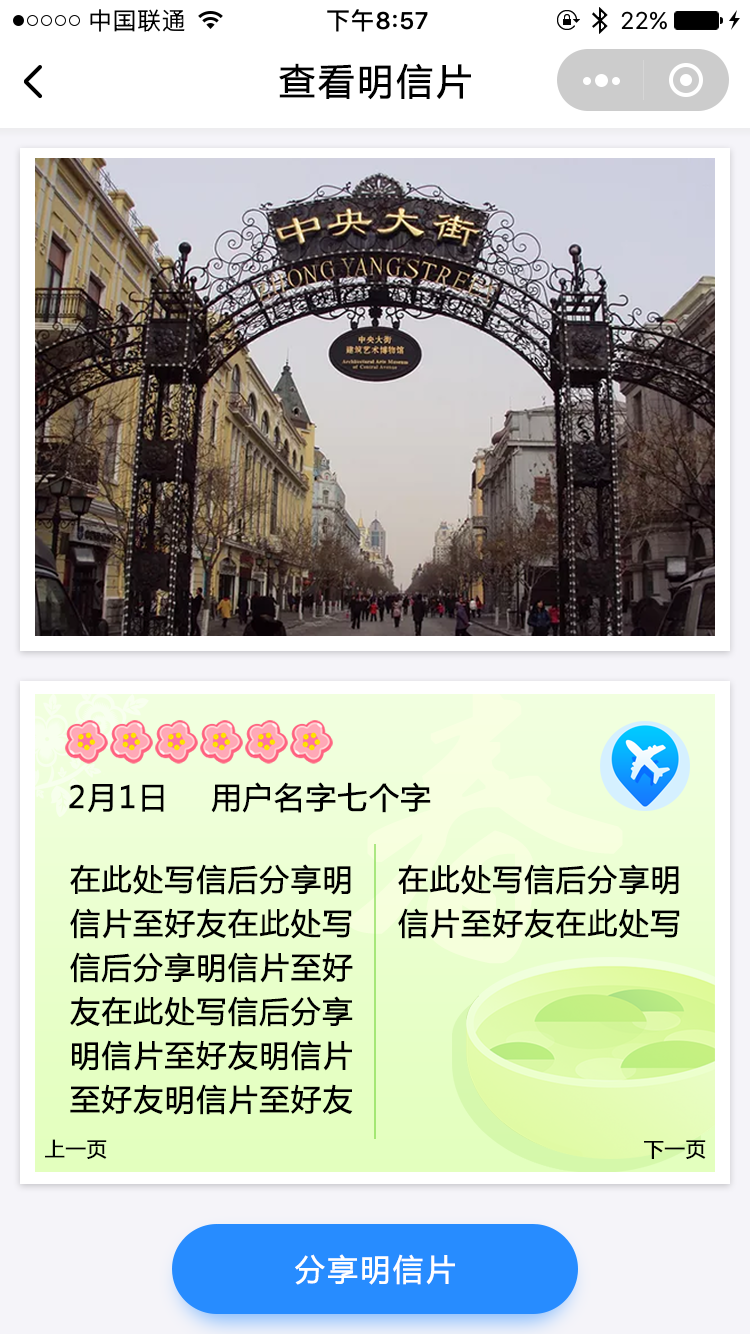 中国联通
下午8:57
22%
查看明信片
中央大街
ZHONG YANG STREET
中央大街
建筑艺术博物馆
Architectural Arts Museum
of Central Avenue
2月1日 用户名字七个字
在此处写信后分享明
信片至好友在此处写
信后分享明信片至好
友在此处写信后分享
明信片至好友明信片
至好友明信片至好友
在此处写信后分享明
信片至好友在此处写
上一页
下一页
分享明信片